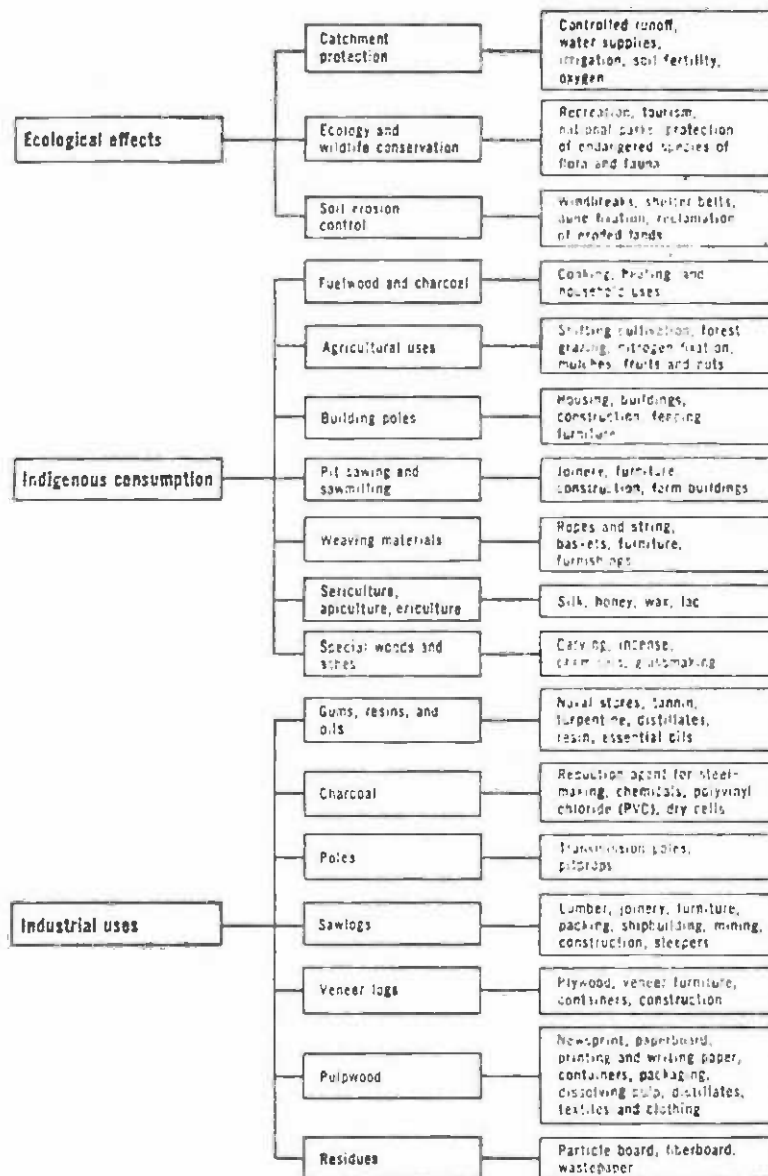 Ecological effects
Catchment
protection
Controlled runoff,
water supplies,
irrigation, soil fertility,
oxygen
Ecology and
wildlife conservation
Recreation, tourism,
national parks, protection
of endangered species of
flora and fauna
Soil erosion
control
Windbreaks, shelter belts,
dune fixation, reclamation
of eroded lands
Indigenous consumption
Fuelwood and charcoal
Cooking, heating, and
household uses
Agricultural uses
Shifting cultivation, forest
grazing, nitrogen fixation,
mulches, fruits and nuts
Building poles
Housing, buildings,
construction, fencing
furniture
Pit sawing and
sawmilling
Joinery, furniture
construction, farm buildings
Weaving materials
Ropes and string,
baskets, furniture,
furnishings
Sericulture,
apiculture, ericulture
Silk, honey, wax, lac
Special woods and
ashes
Carving, incense,
chemicals, glassmaking
Industrial uses
Gums, resins, and
oils
Naval stores, tannin,
turpentine, distillates,
resin, essential oils
Charcoal
Reduction agent for steel-
making, chemicals, polyvinyl
chloride (PVC), dry cells
Poles
Transmission poles,
pitprops
Sawlogs
Lumber, joinery, furniture,
packing, shipbuilding, mining,
construction, sleepers
Veneer logs
Plywood, veneer furniture,
containers, construction
Pulpwood
Newsprint, paperboard,
printing and writing paper,
containers, packaging,
dissolving pulp, distillates,
textiles and clothing
Residues
Particle board, fiberboard,
wastepaper